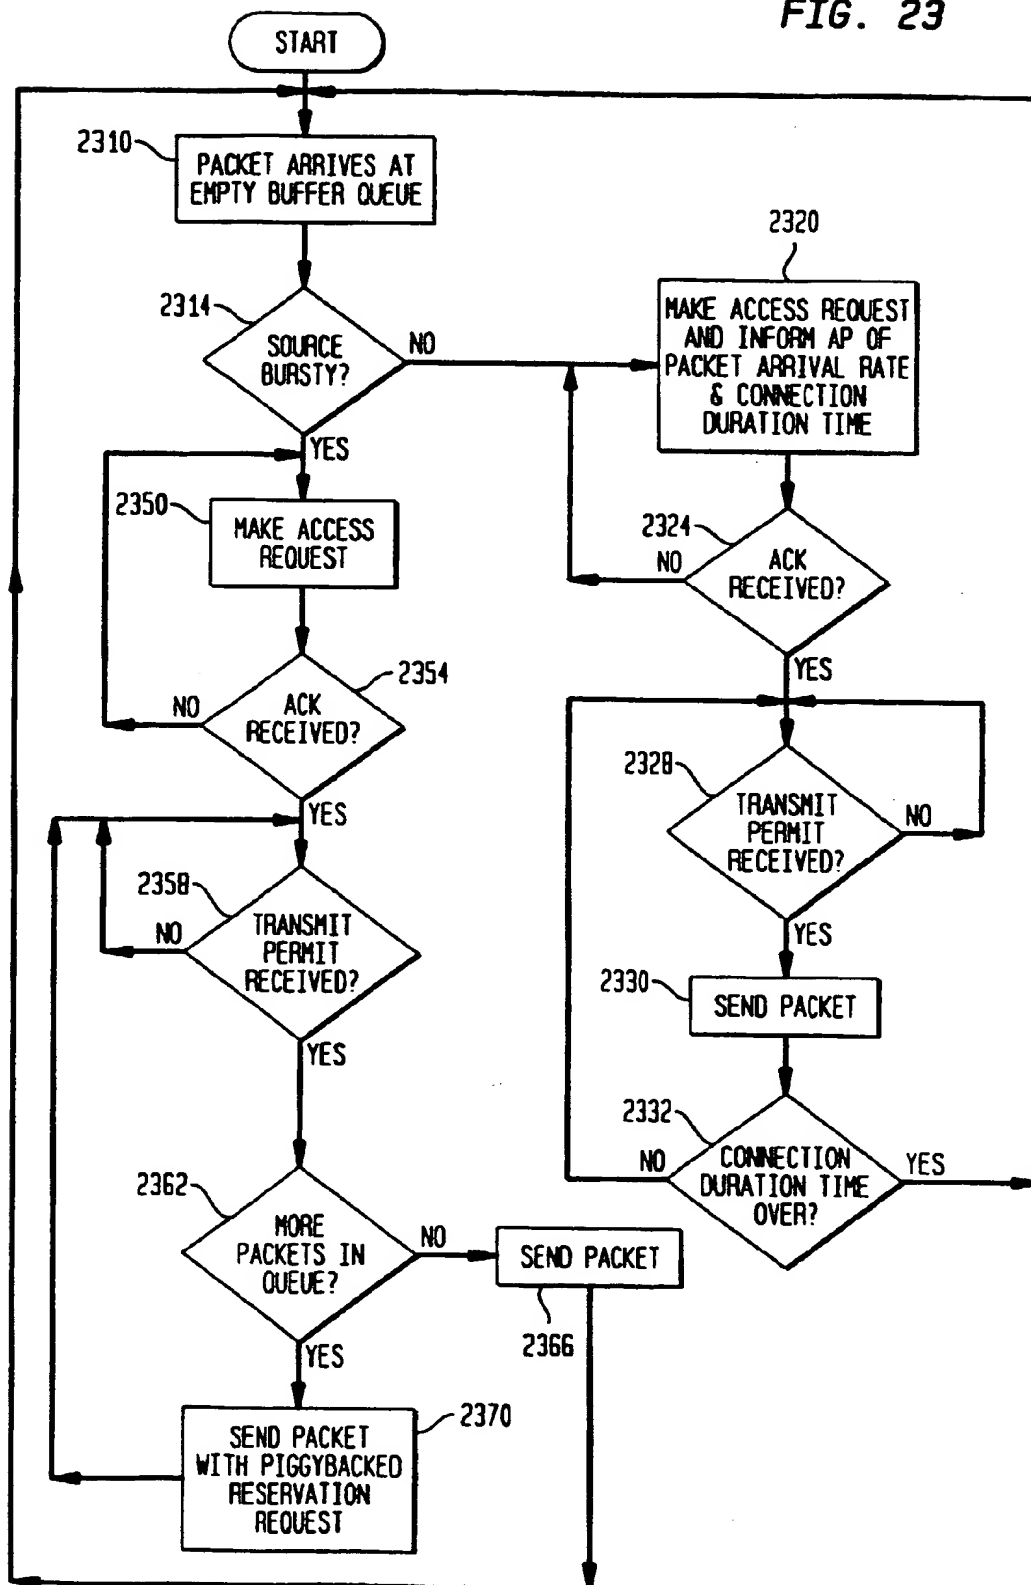 FIG. 23
START
2310
PACKET ARRIVES AT
EMPTY BUFFER QUEUE
2314
SOURCE
BURSTY?
NO
YES
2320
MAKE ACCESS REQUEST
AND INFORM AP OF
PACKET ARRIVAL RATE
& CONNECTION
DURATION TIME
2324
ACK
RECEIVED?
NO
YES
2328
TRANSMIT
PERMIT
RECEIVED?
NO
YES
2330
SEND PACKET
2332
CONNECTION
DURATION TIME
OVER?
NO
YES
2350
MAKE ACCESS
REQUEST
2354
ACK
RECEIVED?
NO
YES
2358
TRANSMIT
PERMIT
RECEIVED?
NO
YES
2362
MORE
PACKETS IN
QUEUE?
NO
YES
SEND PACKET
2366
2370
SEND PACKET
WITH PIGGYBACKED
RESERVATION
REQUEST